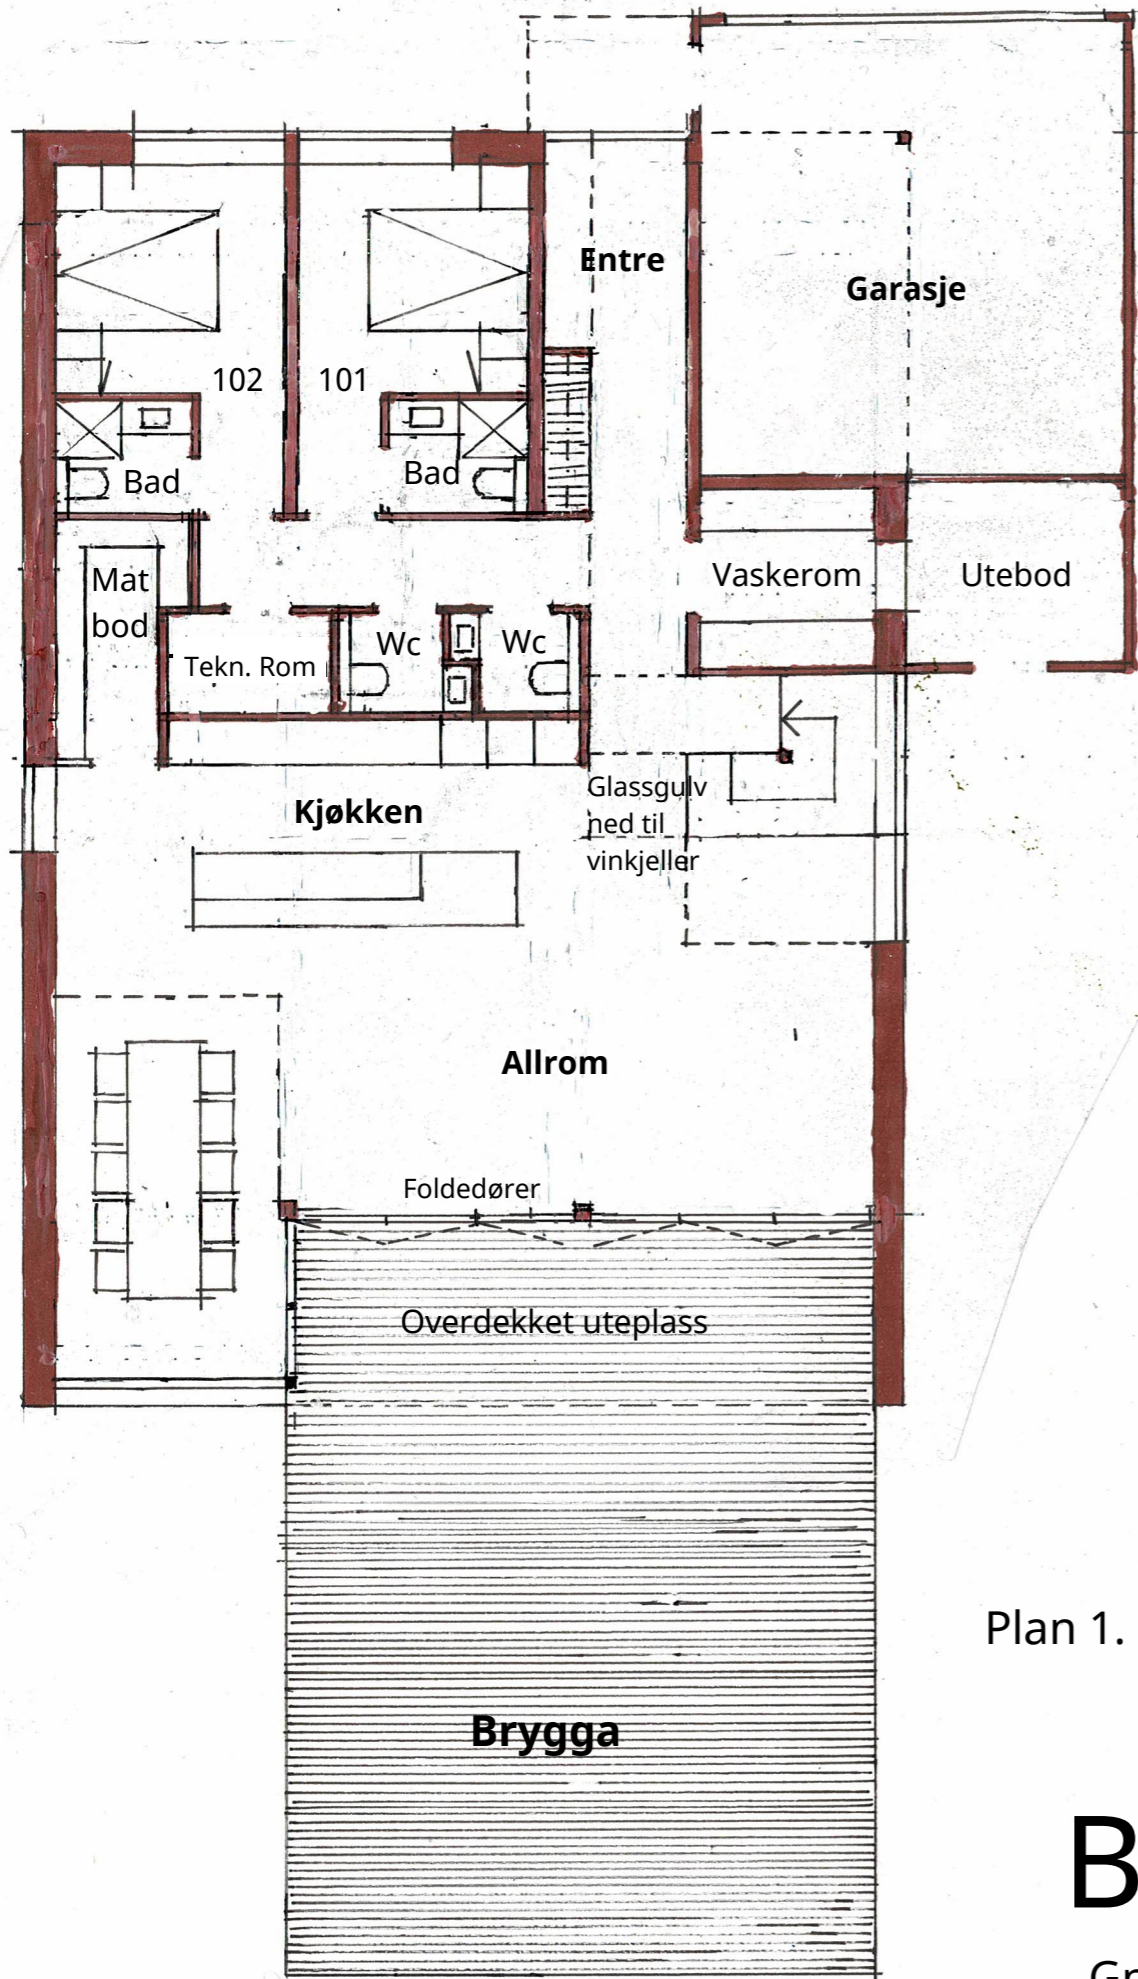 Entre
Garasje
102
101
Bad
Bad
Mat
bod
Vaskerom
Utebod
Wc
Wc
Tekn. Rom
Glassgulv
ned til
vinkjeller
Kjøkken
Allrom
Foldedører
Overdekket uteplass
Plan 1.
Brygga
B